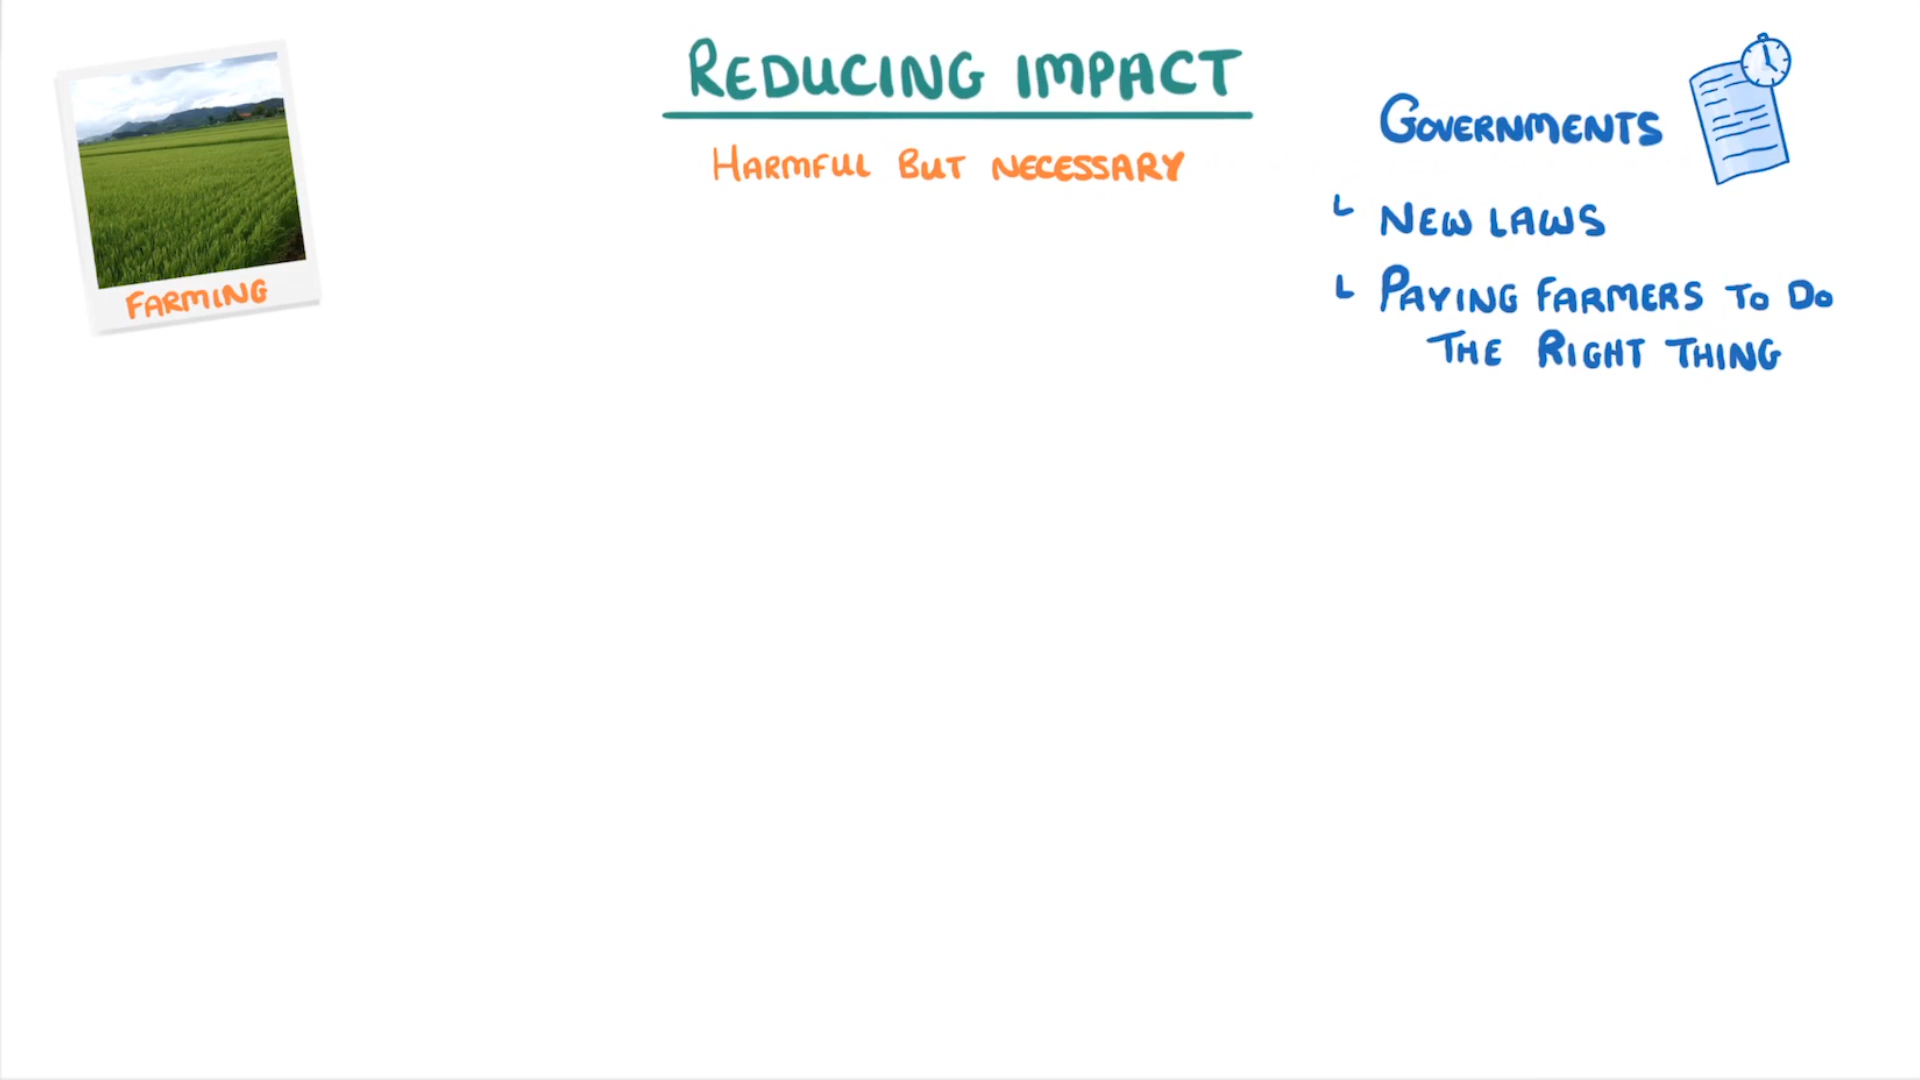 REDUCING IMPACT
HARMFUL BUT NECESSARY
FARMING
GOVERNMENTS
NEW LAWS
PAYING FARMERS TO DO
THE RIGHT THING